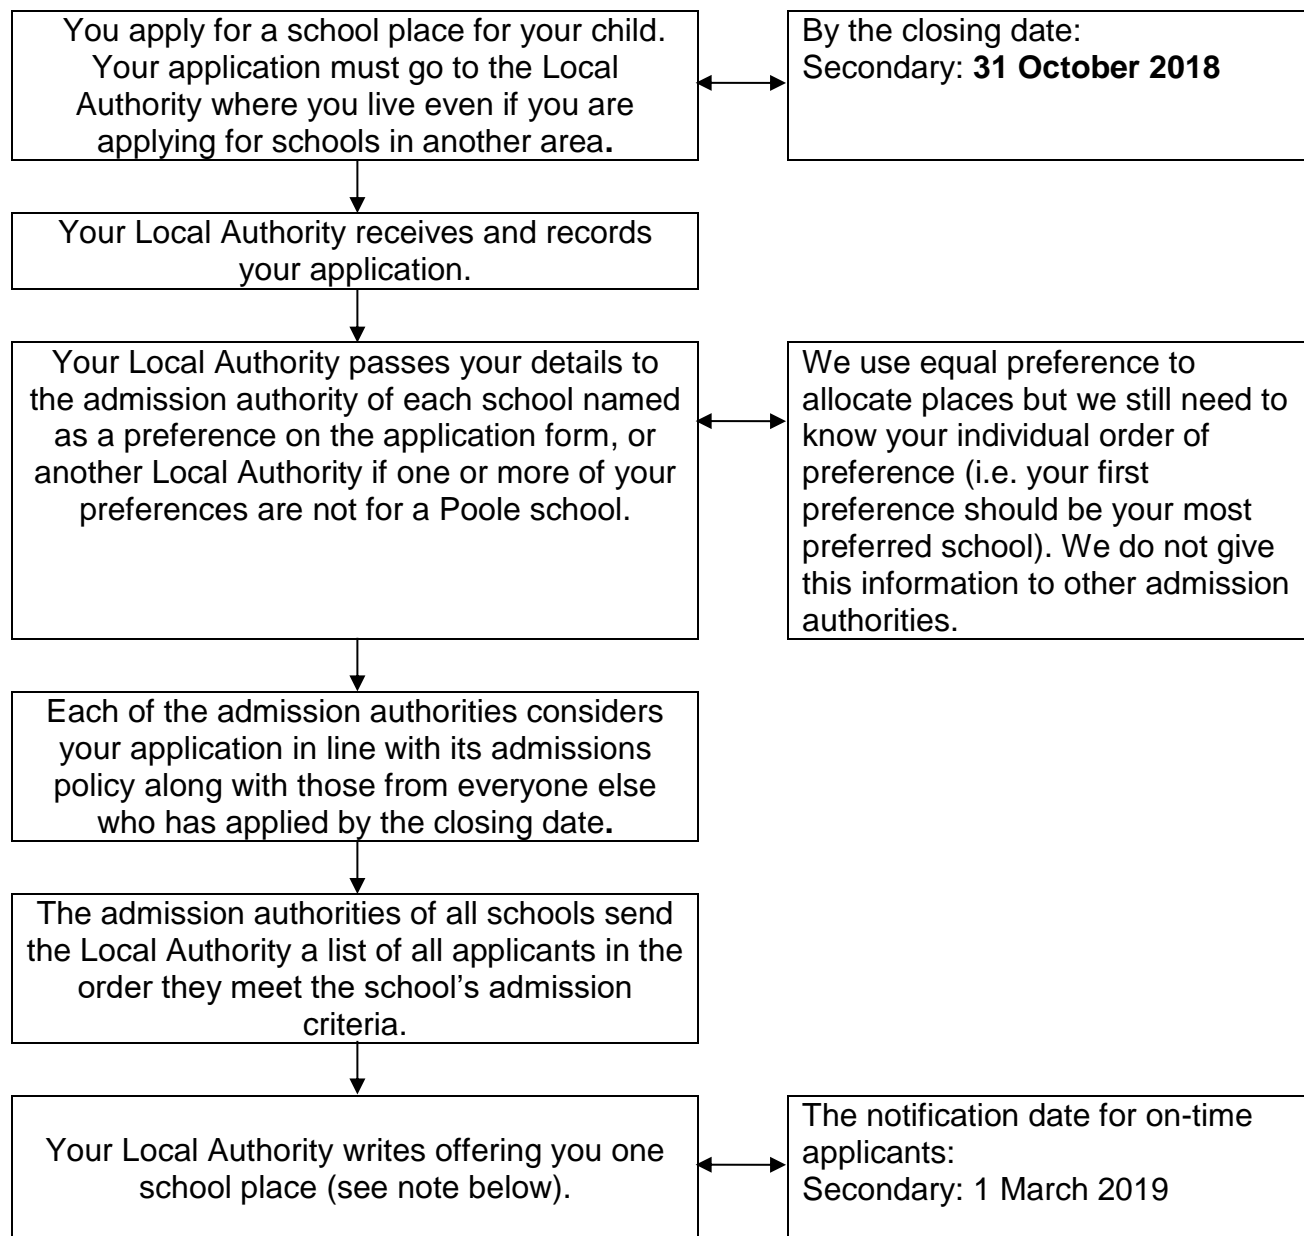 You apply for a school place for your child.
Your application must go to the Local
Authority where you live even if you are
applying for schools in another area.
By the closing date:
Secondary: 31 October 2018
Your Local Authority receives and records
your application.
Your Local Authority passes your details to
the admission authority of each school named
as a preference on the application form, or
another Local Authority if one or more of your
preferences are not for a Poole school.
We use equal preference to
allocate places but we still need to
know your individual order of
preference (i.e. your first
preference should be your most
preferred school). We do not give
this information to other admission
authorities.
Each of the admission authorities considers
your application in line with its admissions
policy along with those from everyone else
who has applied by the closing date.
The admission authorities of all schools send
the Local Authority a list of all applicants in the
order they meet the school’s admission
criteria.
Your Local Authority writes offering you one
school place (see note below).
The notification date for on-time
applicants:
Secondary: 1 March 2019